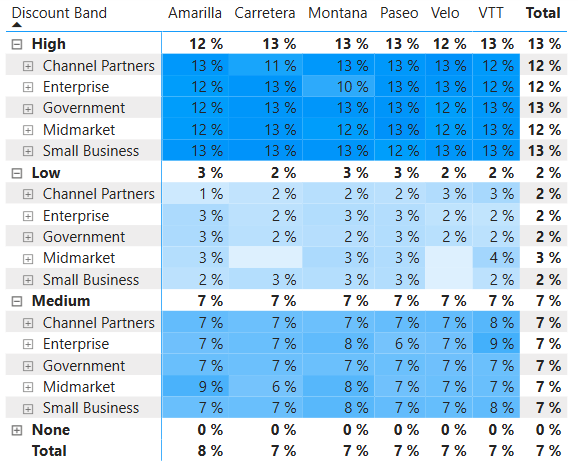 Discount Band Amarilla Carretera Montana Paseo Velo VTT Total
High 12 % 13 % 13 % 13 % 12 % 13 % 13 %
Channel Partners 13 % 11 % 13 % 13 % 13 % 12 % 12 %
Enterprise 12 % 13 % 10 % 13 % 13 % 12 % 12 %
Government 12 % 13 % 13 % 13 % 12 % 13 % 13 %
Midmarket 12 % 13 % 12 % 13 % 12 % 13 % 12 %
Small Business 13 % 13 % 13 % 12 % 13 % 13 % 13 %
Low 3 % 2 % 3 % 3 % 2 % 2 % 2 %
Channel Partners 1 % 2 % 2 % 2 % 3 % 3 % 2 %
Enterprise 3 % 2 % 2 % 3 % 2 % 2 % 2 %
Government 3 % 2 % 2 % 3 % 2 % 2 % 2 %
Midmarket 3 % 3 % 3 % 4 % 3 %
Small Business 2 % 3 % 3 % 3 % 2 % 2 %
Medium 7 % 7 % 7 % 7 % 7 % 7 % 7 %
Channel Partners 7 % 7 % 7 % 7 % 7 % 8 % 7 %
Enterprise 7 % 7 % 8 % 6 % 7 % 9 % 7 %
Government 7 % 7 % 7 % 7 % 7 % 7 % 7 %
Midmarket 9 % 6 % 8 % 7 % 7 % 7 % 7 %
Small Business 7 % 7 % 8 % 7 % 7 % 8 % 7 %
None 0 % 0 % 0 % 0 % 0 % 0 % 0 %
Total 8 % 7 % 7 % 7 % 7 % 7 % 7 %